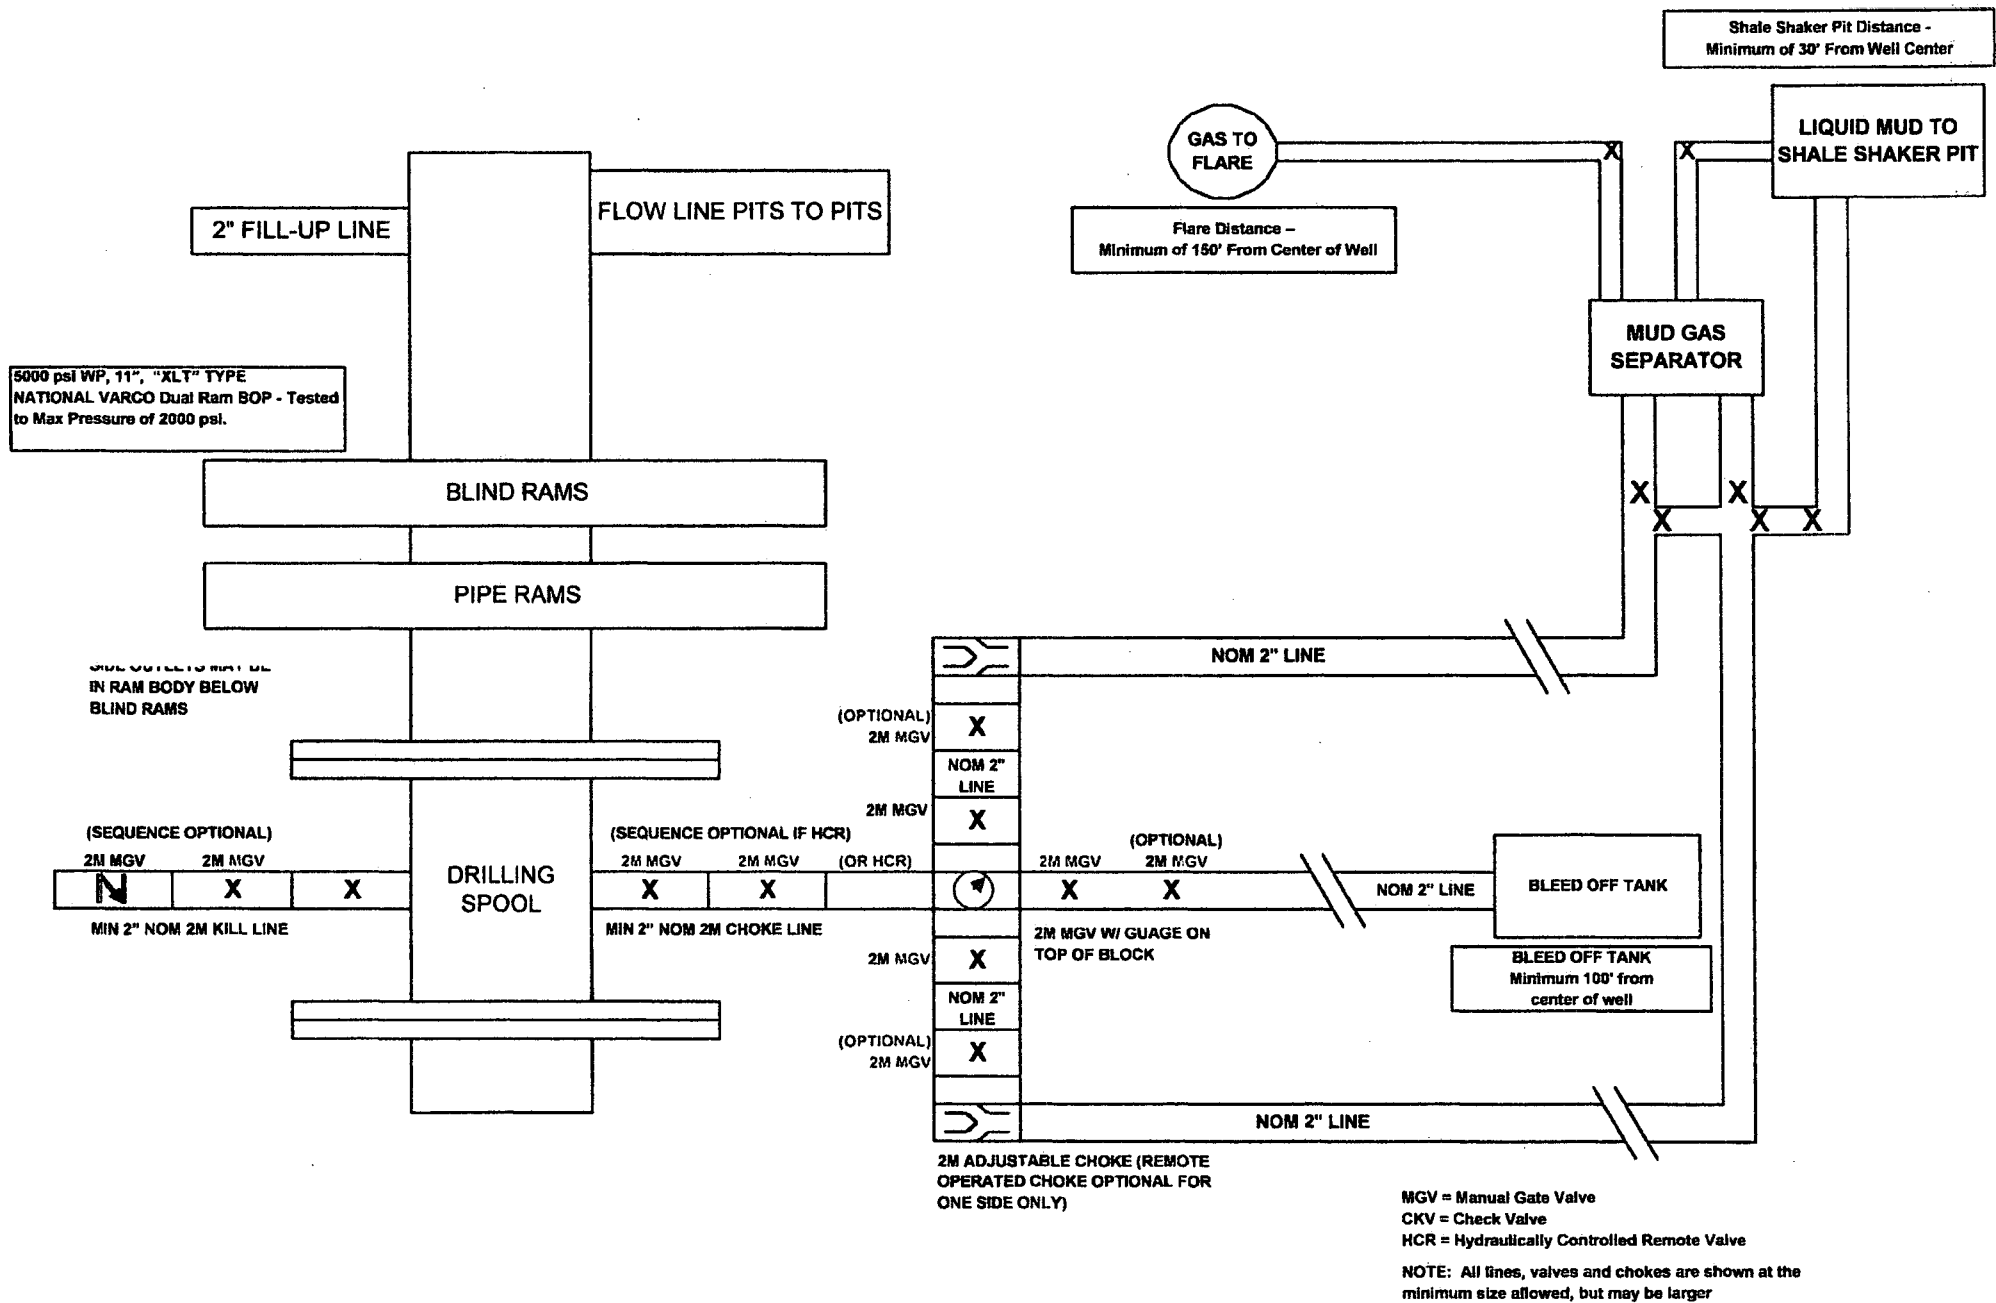 Shale Shaker Pit Distance -
Minimum of 30' From Well Center
LIQUID MUD TO
SHALE SHAKER PIT
GAS TO
FLARE
Flare Distance –
Minimum of 150' From Center of Well
2" FILL-UP LINE
FLOW LINE PITS TO PITS
MUD GAS
SEPARATOR
5000 psi WP, 11", "XLT" TYPE
NATIONAL VARCO Dual Ram BOP - Tested
to Max Pressure of 2000 psi.
BLIND RAMS
PIPE RAMS
SIDE OUTLETS MAY BE
IN RAM BODY BELOW
BLIND RAMS
NOM 2" LINE
(OPTIONAL)
2M MGV
X
NOM 2"
LINE
2M MGV
X
(SEQUENCE OPTIONAL)
2M MGV
2M MGV
N
X
X
MIN 2" NOM 2M KILL LINE
DRILLING
SPOOL
(SEQUENCE OPTIONAL IF HCR)
2M MGV
2M MGV
(OR HCR)
X
X
MIN 2" NOM 2M CHOKE LINE
(OPTIONAL)
2M MGV
2M MGV
X
X
NOM 2" LINE
BLEED OFF TANK
2M MGV W/ GUAGE ON
TOP OF BLOCK
BLEED OFF TANK
Minimum 100' from
center of well
2M MGV
X
NOM 2"
LINE
(OPTIONAL)
2M MGV
X
NOM 2" LINE
X
X
X
X
X
X
X
2M ADJUSTABLE CHOKE (REMOTE
OPERATED CHOKE OPTIONAL FOR
ONE SIDE ONLY)
MGV = Manual Gate Valve
CKV = Check Valve
HCR = Hydraulically Controlled Remote Valve
NOTE: All lines, valves and chokes are shown at the
minimum size allowed, but may be larger